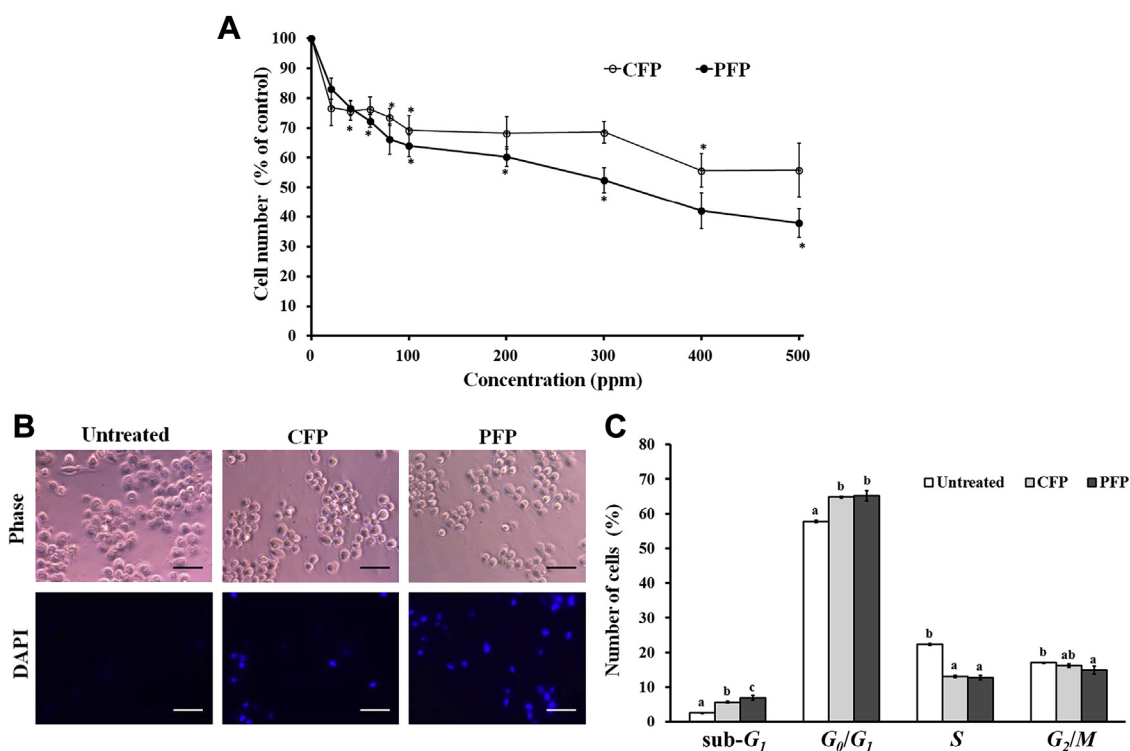 A
100
90
80
70
60
50
40
30
20
10
0
Cell number (% of control)
CFP PFP
* * * * * * * * * *
0 100 200 300 400 500
Concentration (ppm)
B
Untreated CFP PFP
Phase
DAPI
C
80
70
60
50
40
30
20
10
0
Number of cells (%)
Untreated CFP PFP
a b c
a b b
b a a
b ab a
sub-G₁ G₀/G₁ S G₂/M